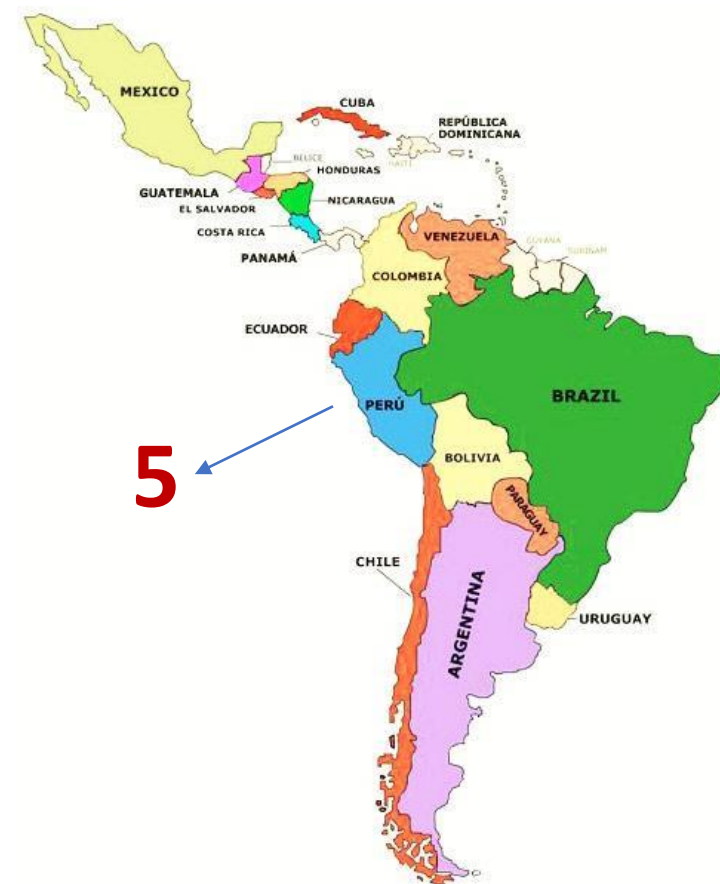 MEXICO
CUBA
REPÚBLICA
DOMINICANA
HAITÍ
BELICE
HONDURAS
GUATEMALA
EL SALVADOR
NICARAGUA
COSTA RICA
PANAMÁ
VENEZUELA
GUYANA
SURINAM
COLOMBIA
ECUADOR
PERÚ
BRAZIL
5
BOLIVIA
PARAGUAY
CHILE
ARGENTINA
URUGUAY